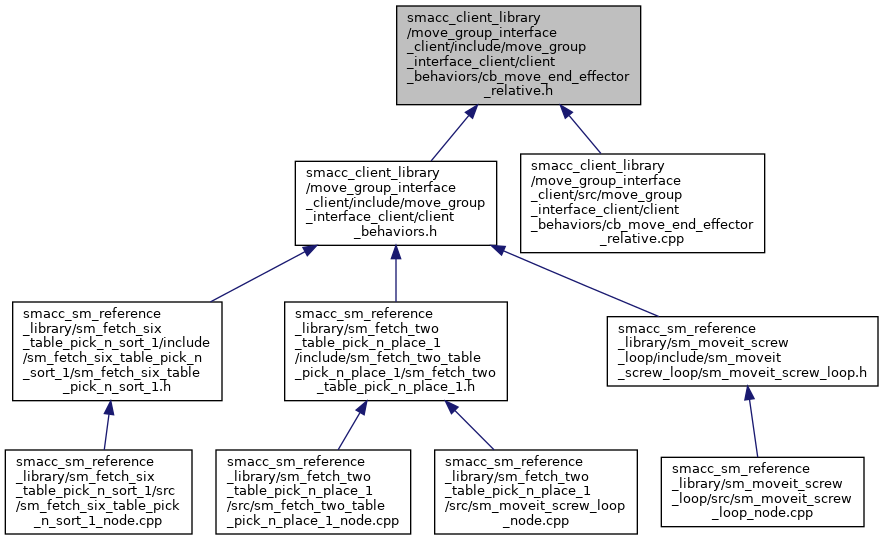 smacc_client_library
/move_group_interface
_client/include/move_group
_interface_client/client
_behaviors/cb_move_end_effector
_relative.h
smacc_client_library
/move_group_interface
_client/include/move_group
_interface_client/client
_behaviors.h
smacc_client_library
/move_group_interface
_client/src/move_group
_interface_client/client
_behaviors/cb_move_end_effector
_relative.cpp
smacc_sm_reference
_library/sm_fetch_six
_table_pick_n_sort_1/include
/sm_fetch_six_table_pick_n
_sort_1/sm_fetch_six_table
_pick_n_sort_1.h
smacc_sm_reference
_library/sm_fetch_two
_table_pick_n_place_1
/include/sm_fetch_two_table
_pick_n_place_1/sm_fetch_two
_table_pick_n_place_1.h
smacc_sm_reference
_library/sm_moveit_screw
_loop/include/sm_moveit
_screw_loop/sm_moveit_screw_loop.h
smacc_sm_reference
_library/sm_fetch_six
_table_pick_n_sort_1/src
/sm_fetch_six_table_pick
_n_sort_1_node.cpp
smacc_sm_reference
_library/sm_fetch_two
_table_pick_n_place_1
/src/sm_fetch_two_table
_pick_n_place_1_node.cpp
smacc_sm_reference
_library/sm_fetch_two
_table_pick_n_place_1
/src/sm_moveit_screw_loop
_node.cpp
smacc_sm_reference
_library/sm_moveit_screw
_loop/src/sm_moveit_screw
_loop_node.cpp